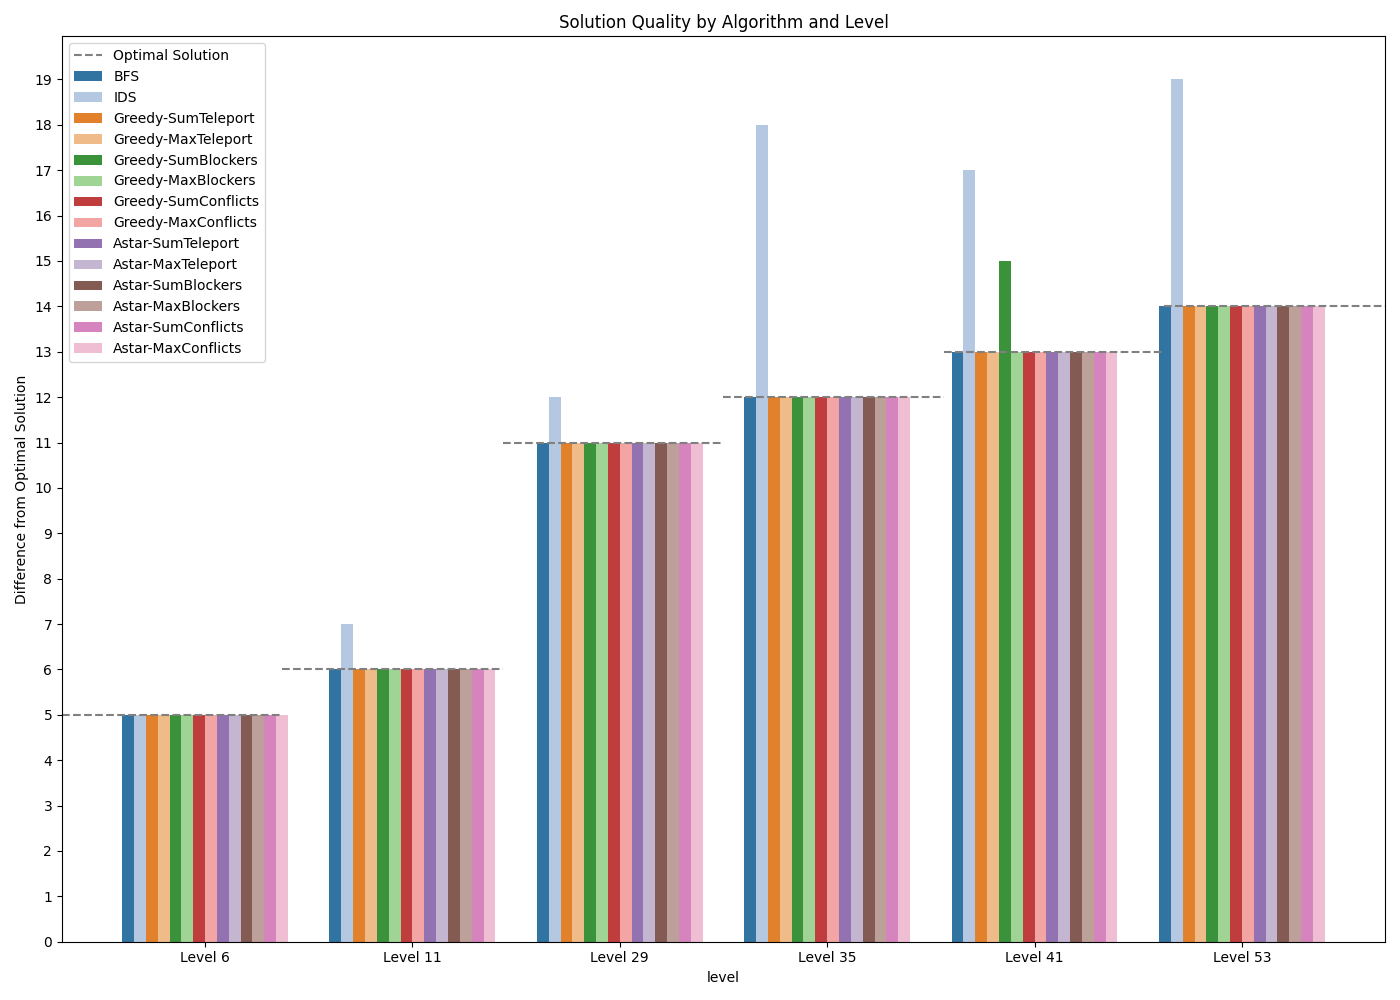 Solution Quality by Algorithm and Level
Optimal Solution
BFS
IDS
Greedy-SumTeleport
Greedy-MaxTeleport
Greedy-SumBlockers
Greedy-MaxBlockers
Greedy-SumConflicts
Greedy-MaxConflicts
Astar-SumTeleport
Astar-MaxTeleport
Astar-SumBlockers
Astar-MaxBlockers
Astar-SumConflicts
Astar-MaxConflicts
Difference from Optimal Solution
19
18
17
16
15
14
13
12
11
10
9
8
7
6
5
4
3
2
1
0
Level 6
Level 11
Level 29
Level 35
Level 41
Level 53
level